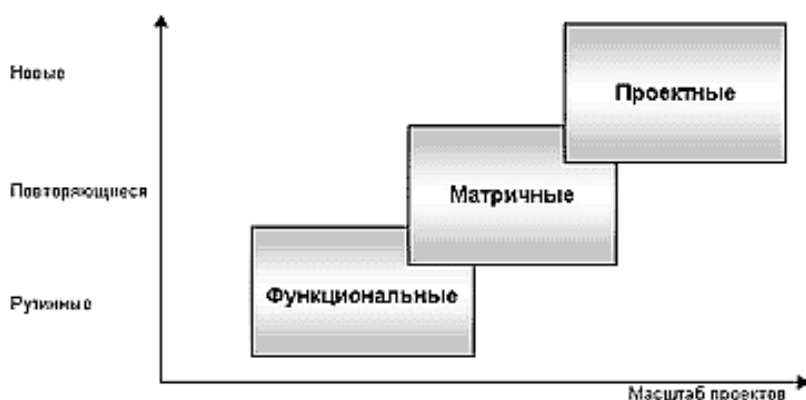 Новые
Проектные
Повторяющиеся
Матричные
Функциональные
Рутинные
Масштаб проектов